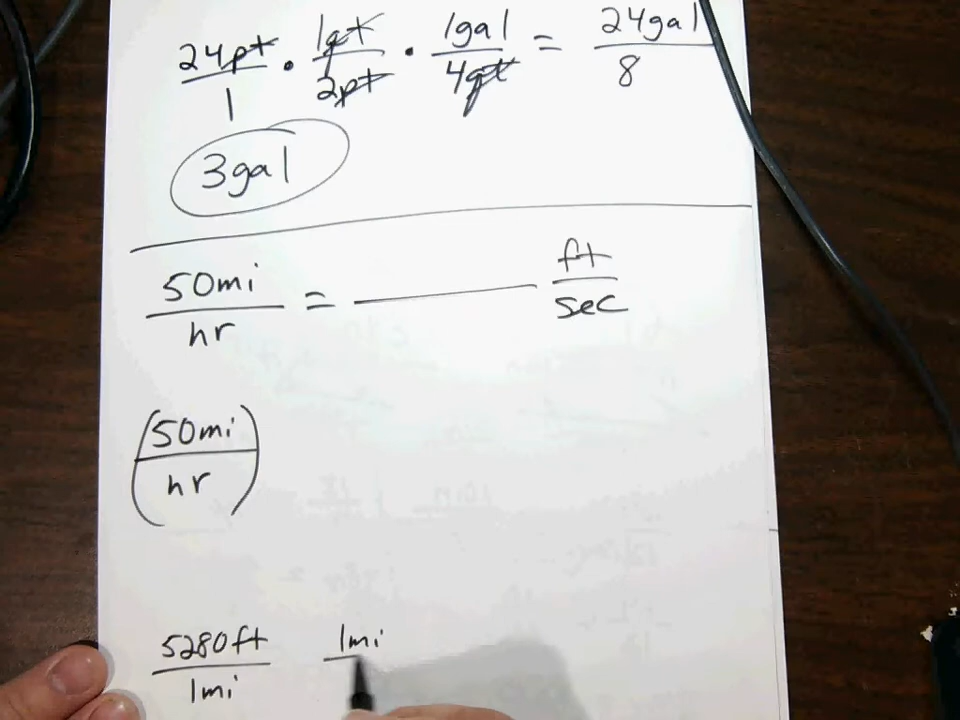 24pt/1 · 1qt/2pt · 1gal/4qt = 24gal/8
3gal
50mi/hr = ______ ft/sec
(50mi/hr)
5280ft/1mi 1mi